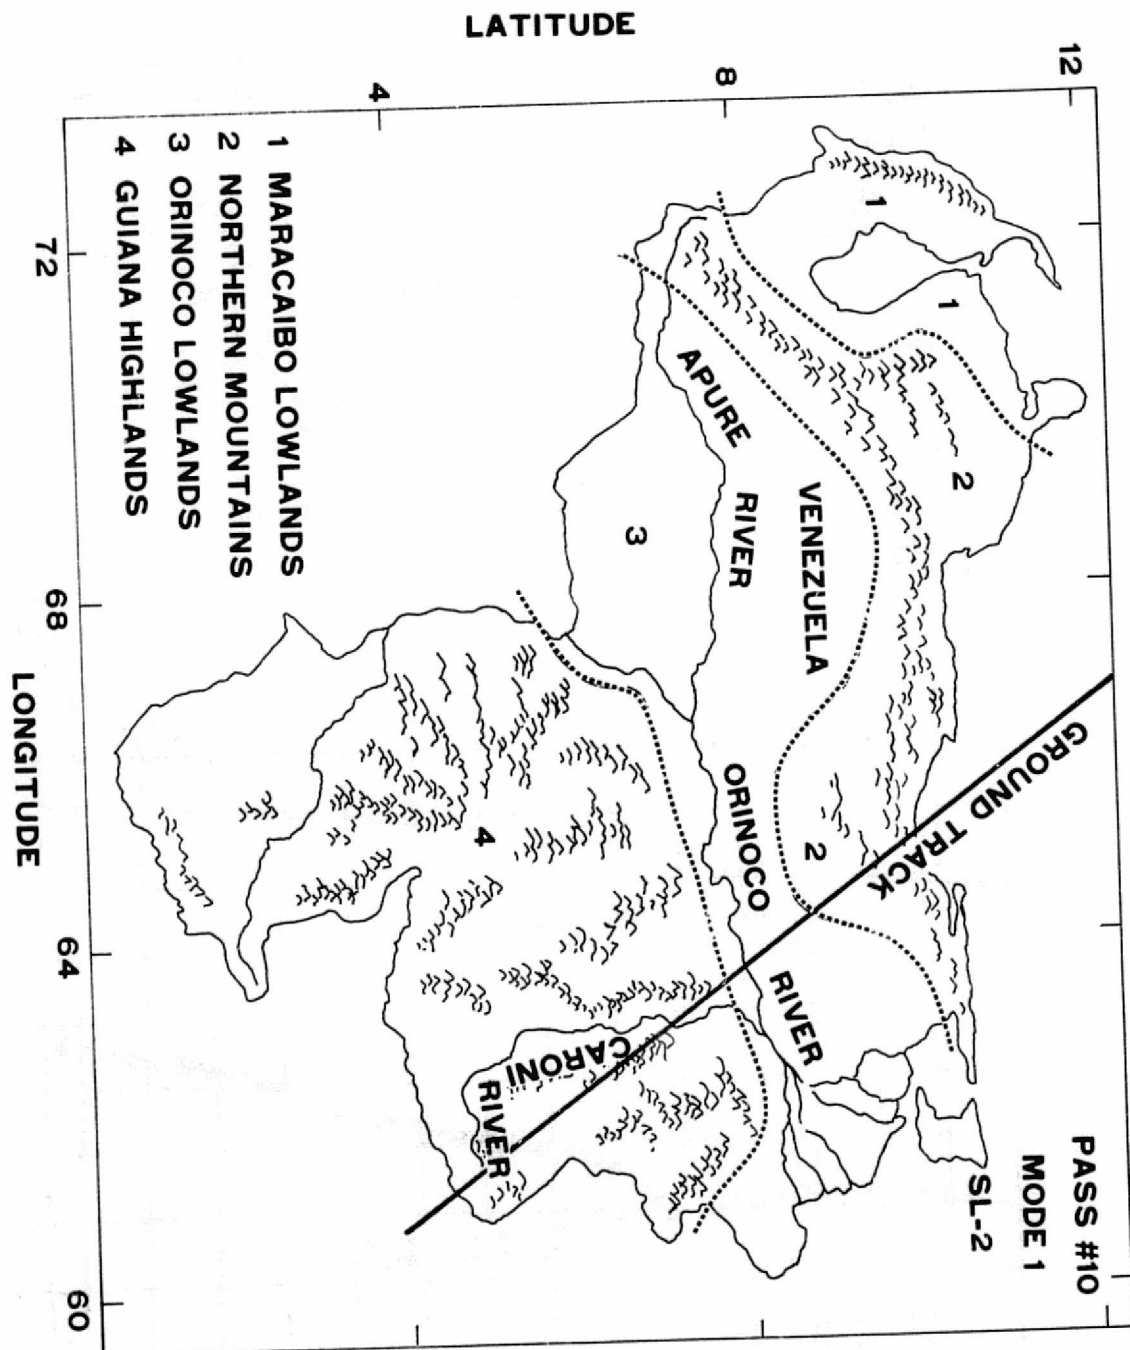 PASS #10
MODE 1
SL-2
12
8
4
LATITUDE
1
1
2
GROUND TRACK
VENEZUELA
2
APURE
RIVER
ORINOCO
RIVER
3
4
CARONI
RIVER
1 MARACAIBO LOWLANDS
2 NORTHERN MOUNTAINS
3 ORINOCO LOWLANDS
4 GUIANA HIGHLANDS
72
68
64
60
LONGITUDE